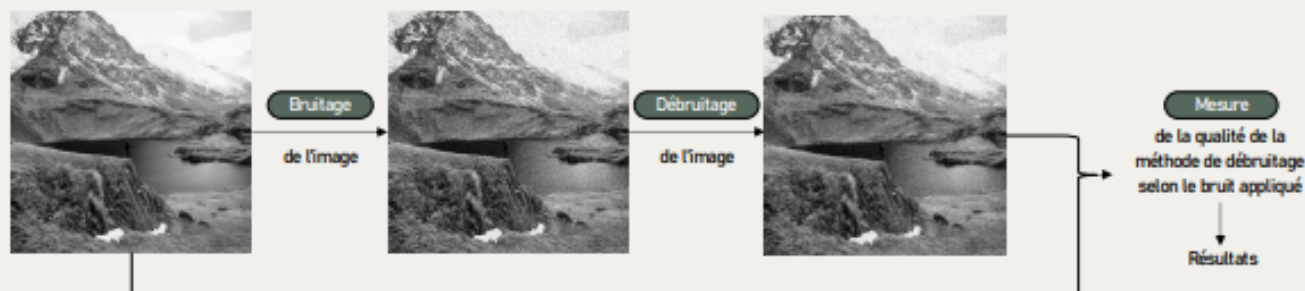 Bruitage
de l'image
Débruitage
de l'image
Mesure
de la qualité de la
méthode de débruitage
selon le bruit appliqué
Résultats